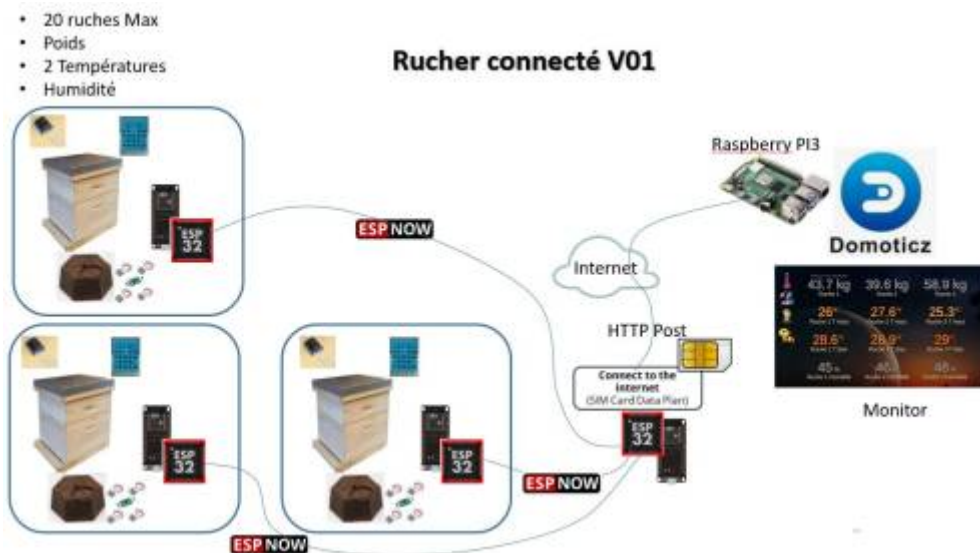 20 ruches Max
Poids
2 Températures
Humidité
Rucher connecté V01
Raspberry PI3
Domoticz
ESP NOW
Internet
HTTP Post
Connect to the
internet
(SIM Card Data Plan)
ESP
32
ESP
32
ESP
32
ESP
32
ESP NOW
ESP NOW
43.7 kg 39.6 kg 58.9 kg
26° 27.6° 25.3°
28.6° 28.9° 29°
45 46 48
Monitor